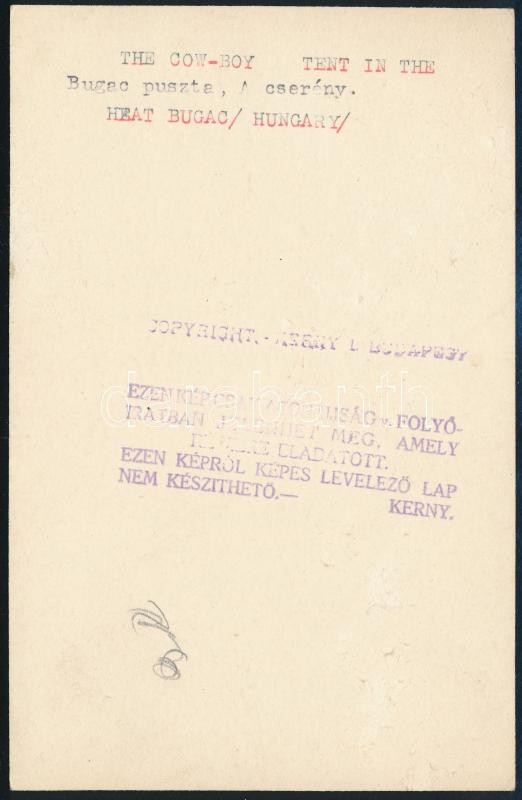 THE COW-BOY TENT IN THE
Bugac puszta, A cserény.
HEAT BUGAC/ HUNGARY/
COPYRIGHT. - KERNY I. BUDAPEST
EZEN KÉP CSAK A ÚJSÁG v. FOLYÓ-
IRATBAN JELENHET MEG, AMELY
ELADATOTT.
EZEN KÉPRŐL KÉPES LEVELEZŐ LAP
NEM KÉSZITHETŐ.—
KERNY.
darabanth